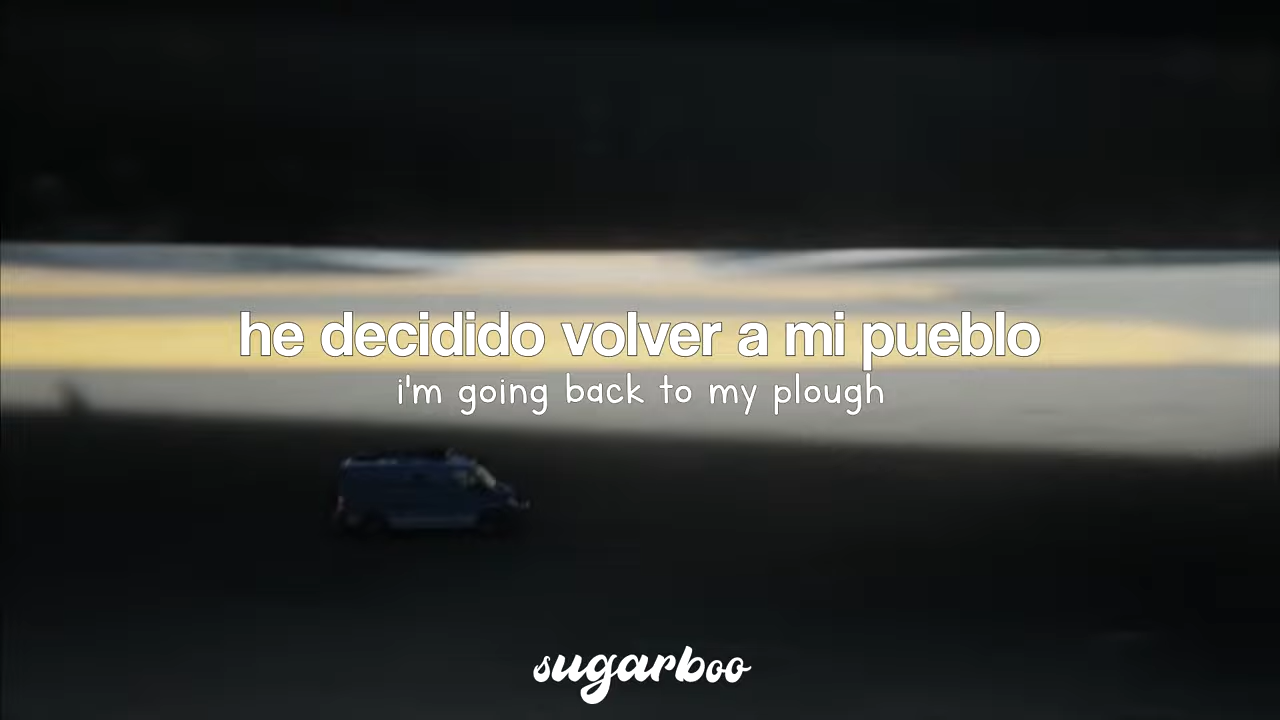 he decidido volver a mi pueblo
i'm going back to my plough
sugarboo